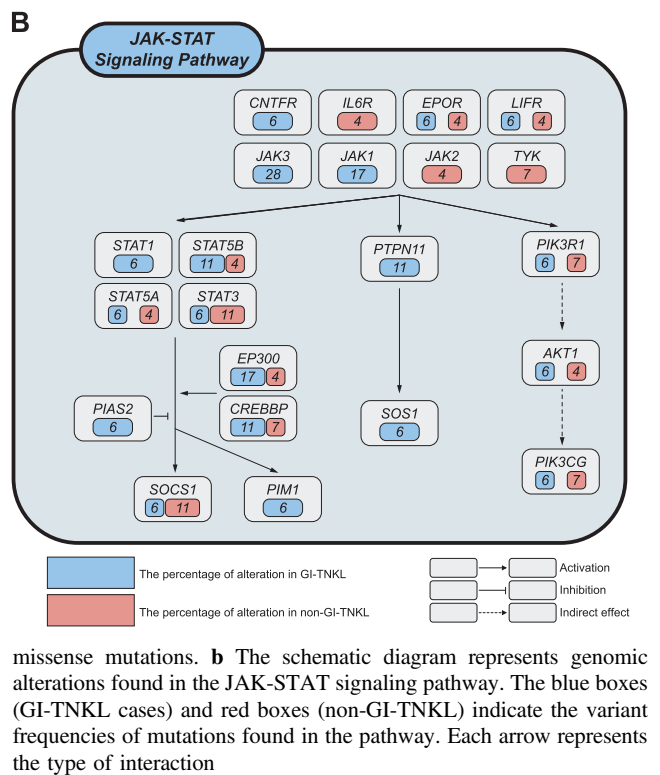 B
JAK-STAT
Signaling Pathway
CNTFR IL6R EPOR LIFR
6 4 6 4 6 4
JAK3 JAK1 JAK2 TYK
28 17 4 7
STAT1 STAT5B
6 11 4
PTPN11
11
PIK3R1
6 7
STAT5A STAT3
6 4 6 11
EP300
17 4
AKT1
6 4
PIAS2
6
CREBBP
11 7
SOS1
6
PIK3CG
6 7
SOCS1 PIM1
6 11 6
The percentage of alteration in GI-TNKL
The percentage of alteration in non-GI-TNKL
Activation
Inhibition
Indirect effect
missense mutations. b The schematic diagram represents genomic
alterations found in the JAK-STAT signaling pathway. The blue boxes
(GI-TNKL cases) and red boxes (non-GI-TNKL) indicate the variant
frequencies of mutations found in the pathway. Each arrow represents
the type of interaction